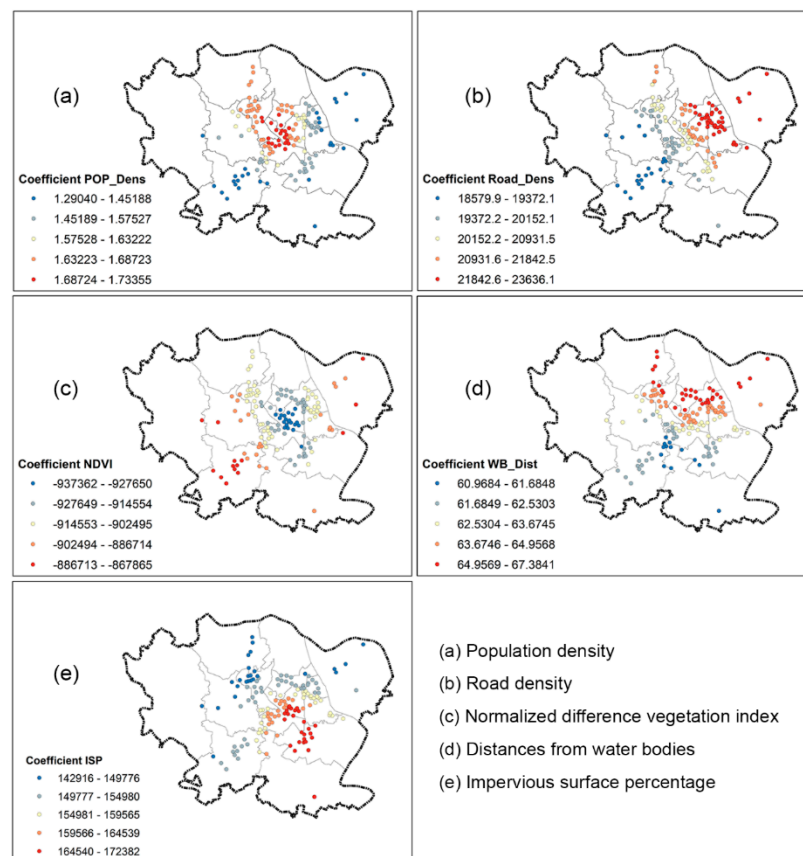 (a)
Coefficient POP_Dens
1.29040 - 1.45188
1.45189 - 1.57527
1.57528 - 1.63222
1.63223 - 1.68723
1.68724 - 1.73355
(b)
Coefficient Road_Dens
18579.9 - 19372.1
19372.2 - 20152.1
20152.2 - 20931.5
20931.6 - 21842.5
21842.6 - 23636.1
(c)
Coefficient NDVI
-937362 - -927650
-927649 - -914554
-914553 - -902495
-902494 - -886714
-886713 - -867865
(d)
Coefficient WB_Dist
60.9684 - 61.6848
61.6849 - 62.5303
62.5304 - 63.6745
63.6746 - 64.9568
64.9569 - 67.3841
(e)
Coefficient ISP
142916 - 149776
149777 - 154980
154981 - 159565
159566 - 164539
164540 - 172382
(a) Population density
(b) Road density
(c) Normalized difference vegetation index
(d) Distances from water bodies
(e) Impervious surface percentage